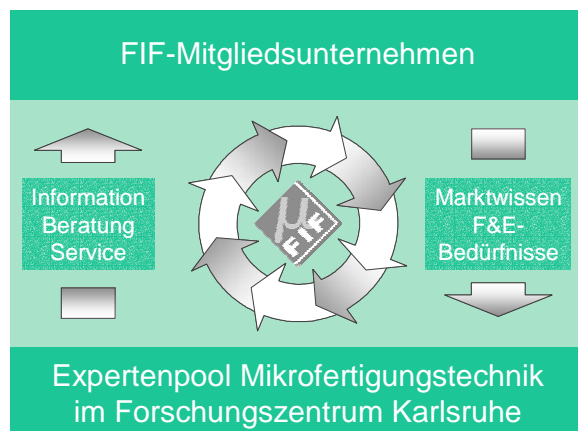 FIF-Mitgliedsunternehmen
Information
Beratung
Service
µ
FIF
Marktwissen
F&E-
Bedürfnisse
Expertenpool Mikrofertigungstechnik
im Forschungszentrum Karlsruhe